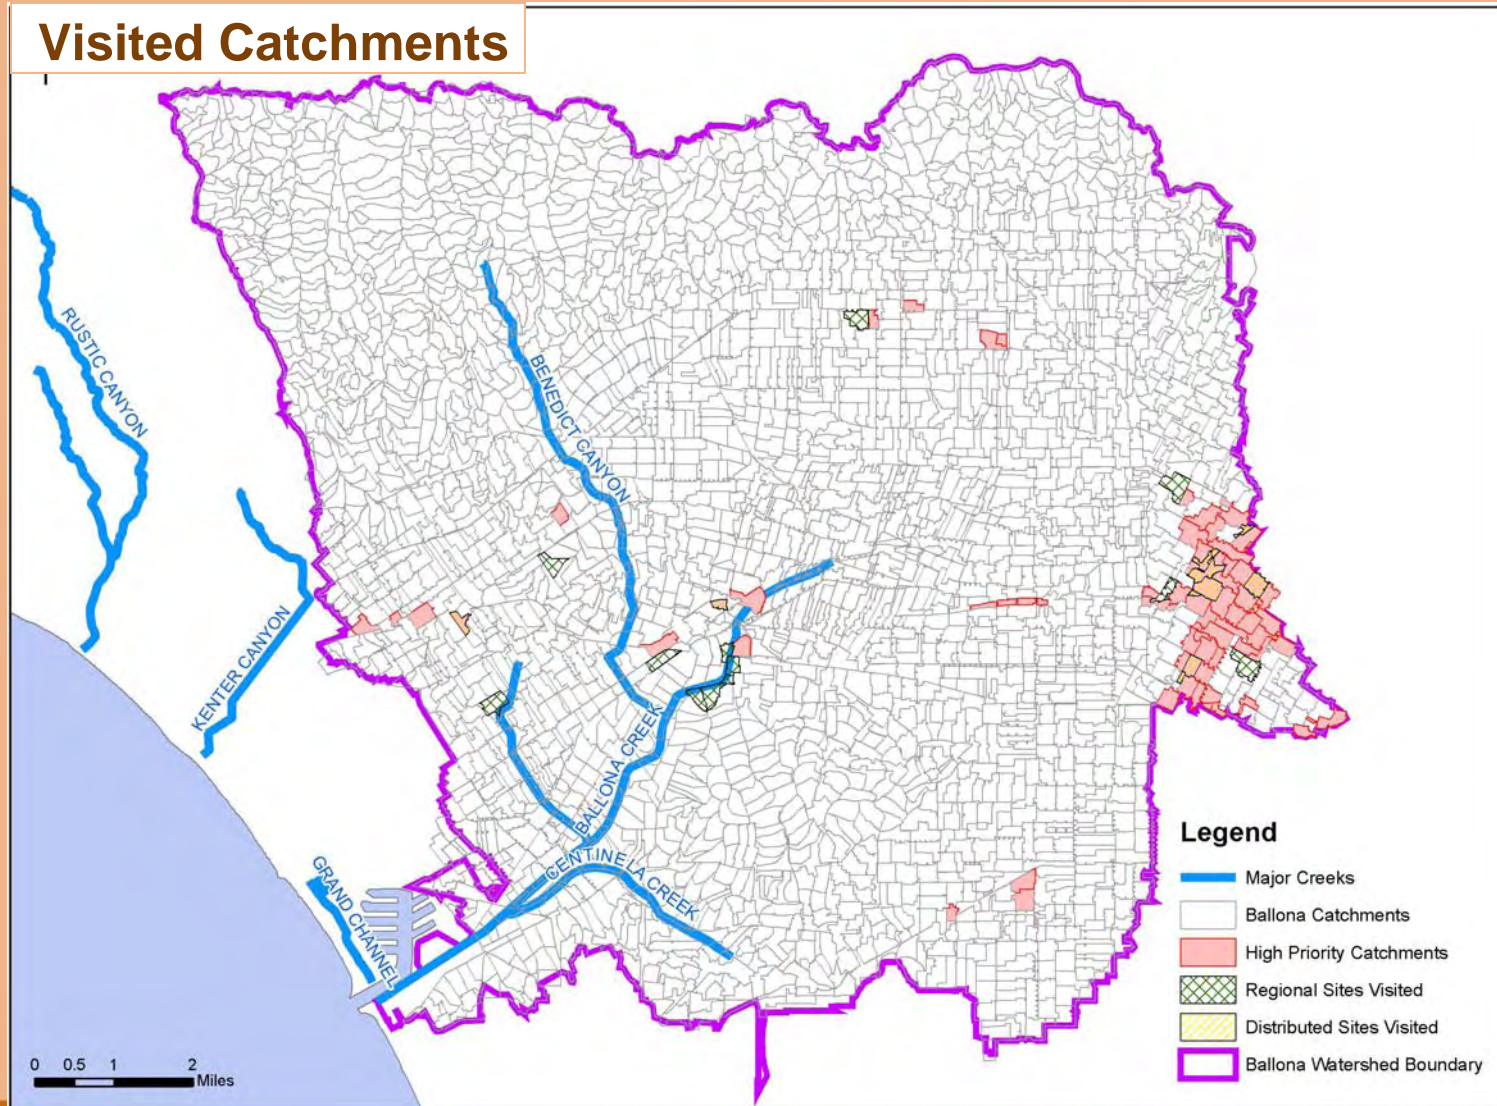 Visited Catchments
RUSTIC CANYON
BENEDICT CANYON
KENTER CANYON
BALLONA CREEK
CENTINELA CREEK
GRAND CHANNEL
Legend
Major Creeks
Ballona Catchments
High Priority Catchments
Regional Sites Visited
Distributed Sites Visited
Ballona Watershed Boundary
0 0.5 1 2
Miles